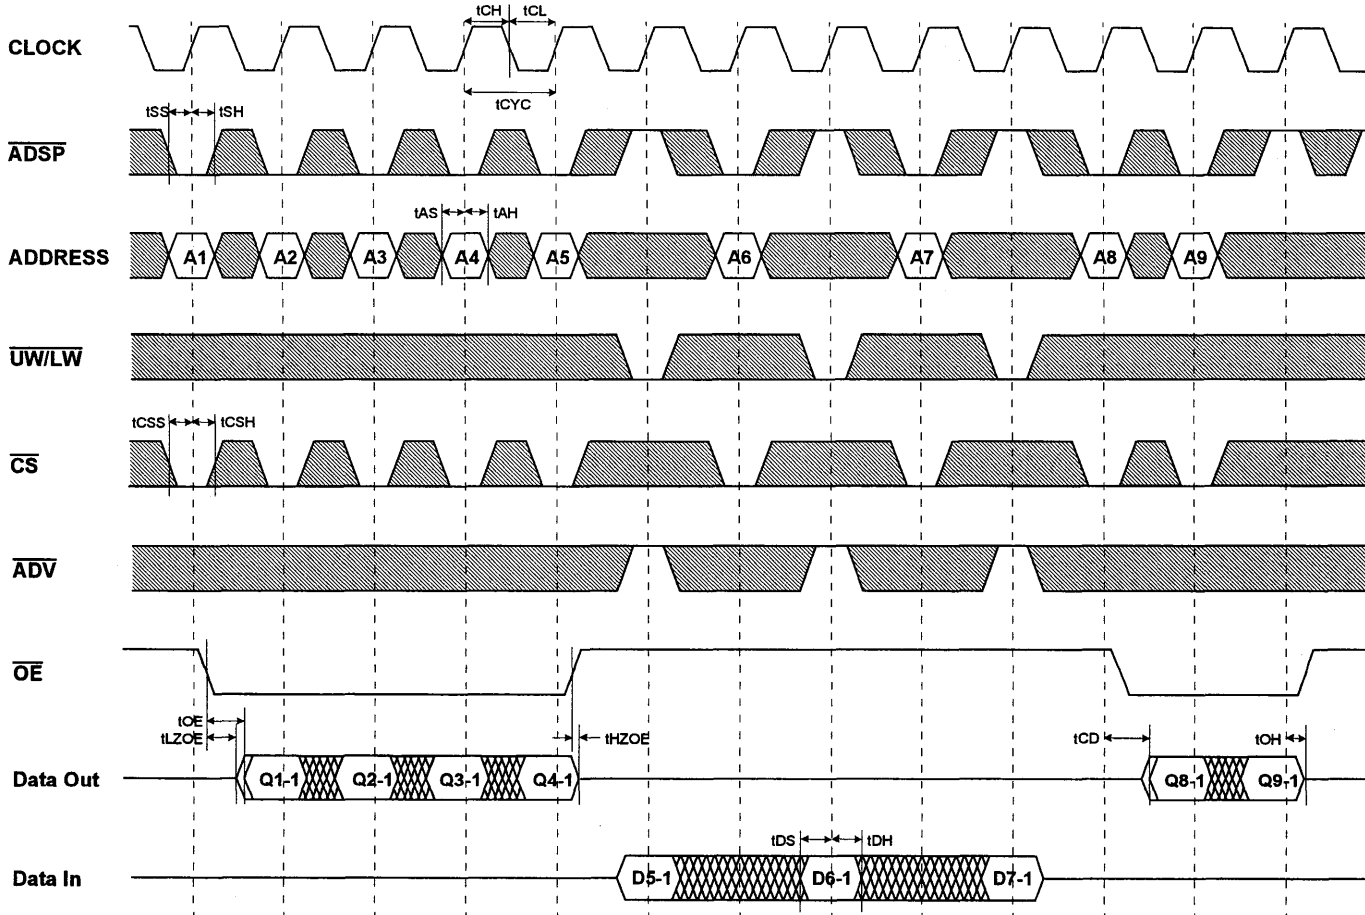 tCH tCL
CLOCK
tCYC
tSS tSH
ADSP
tAS tAH
ADDRESS A1 A2 A3 A4 A5 A6 A7 A8 A9
UW/LW
tCSS tCSH
CS
ADV
OE
tOE
tLZOE tHZOE tCD tOH
Data Out Q1-1 Q2-1 Q3-1 Q4-1 Q8-1 Q9-1
tDS tDH
Data In D5-1 D6-1 D7-1